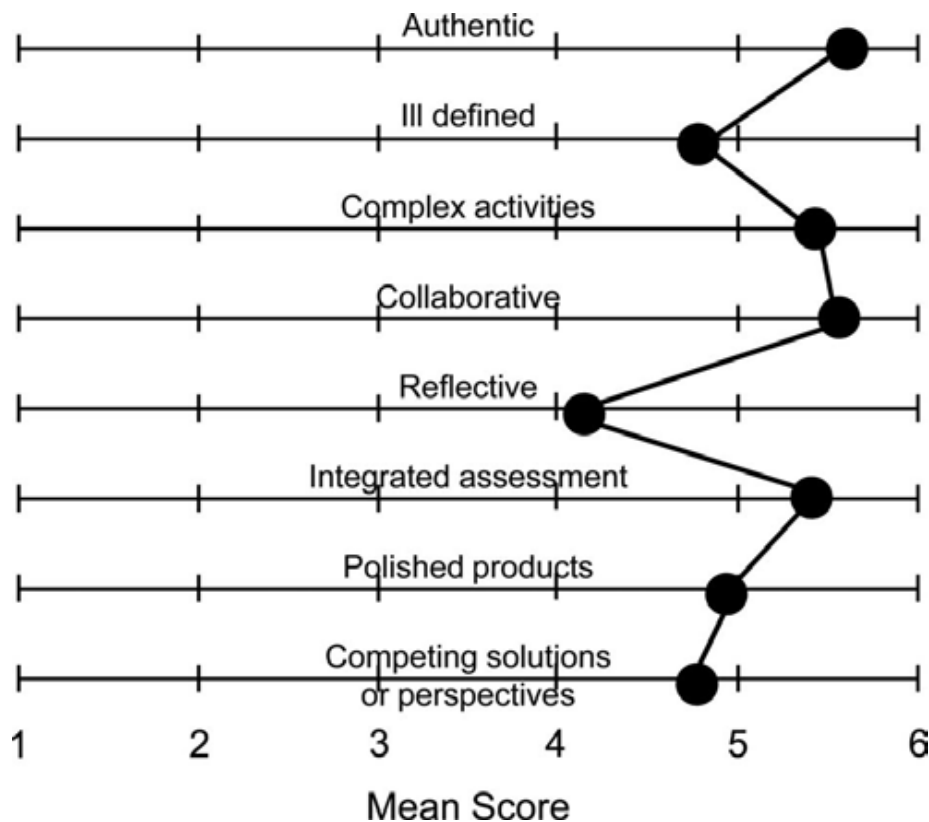 Authentic
Ill defined
Complex activities
Collaborative
Reflective
Integrated assessment
Polished products
Competing solutions
or perspectives
1 2 3 4 5 6
Mean Score